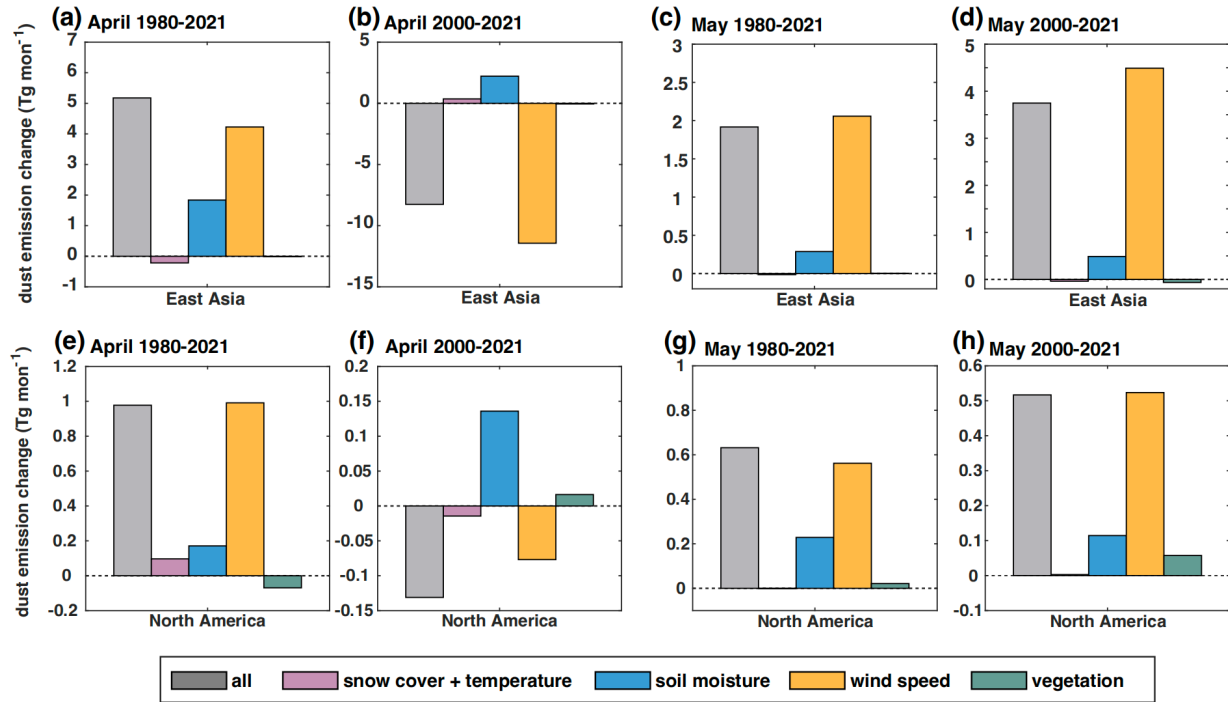 (a) April 1980-2021
(b) April 2000-2021
(c) May 1980-2021
(d) May 2000-2021
dust emission change (Tg mon⁻¹)
7
6
5
4
3
2
1
0
-1
East Asia
5
0
-5
-10
-15
East Asia
3
2.5
2
1.5
1
0.5
0
East Asia
5
4
3
2
1
0
East Asia
(e) April 1980-2021
(f) April 2000-2021
(g) May 1980-2021
(h) May 2000-2021
dust emission change (Tg mon⁻¹)
1.2
1
0.8
0.6
0.4
0.2
0
-0.2
North America
0.2
0.15
0.1
0.05
0
-0.05
-0.1
-0.15
North America
1
0.8
0.6
0.4
0.2
0
North America
0.6
0.5
0.4
0.3
0.2
0.1
0
-0.1
North America
all
snow cover + temperature
soil moisture
wind speed
vegetation